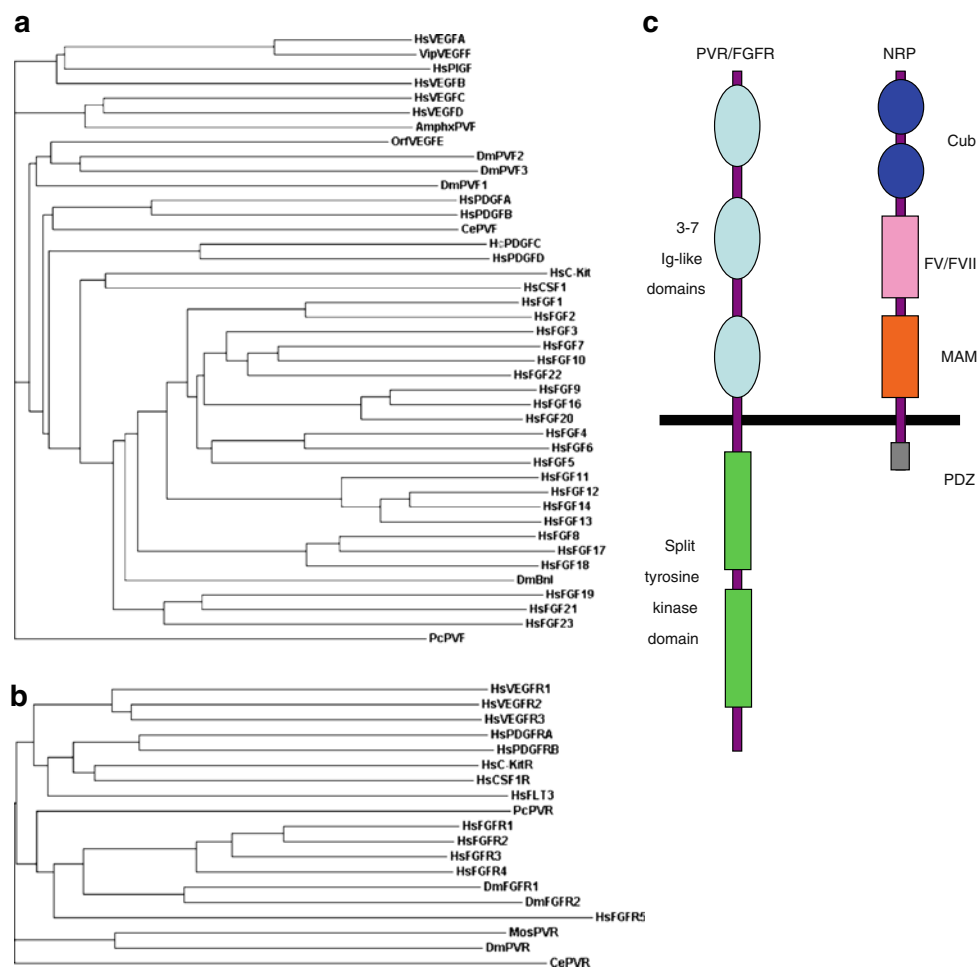 a
HsVEGFA
VipVEGFF
HsPlGF
HsVEGFB
HsVEGFC
HsVEGFD
AmphxPVF
OrfVEGFE
DmPVF2
DmPVF3
DmPVF1
HsPDGFA
HsPDGFB
CePVF
HsPDGFC
HsPDGFD
HsC-Kit
HsCSF1
HsFGF1
HsFGF2
HsFGF3
HsFGF7
HsFGF10
HsFGF22
HsFGF9
HsFGF16
HsFGF20
HsFGF4
HsFGF6
HsFGF5
HsFGF11
HsFGF12
HsFGF14
HsFGF13
HsFGF8
HsFGF17
HsFGF18
DmBnl
HsFGF19
HsFGF21
HsFGF23
PcPVF
b
HsVEGFR1
HsVEGFR2
HsVEGFR3
HsPDGFRA
HsPDGFRB
HsC-KitR
HsCSF1R
HsFLT3
PcPVR
HsFGFR1
HsFGFR2
HsFGFR3
HsFGFR4
DmFGFR1
DmFGFR2
HsFGFR5
MosPVR
DmPVR
CePVR
c
PVR/FGFR
NRP
Cub
3-7
Ig-like
domains
FV/FVII
MAM
PDZ
Split
tyrosine
kinase
domain